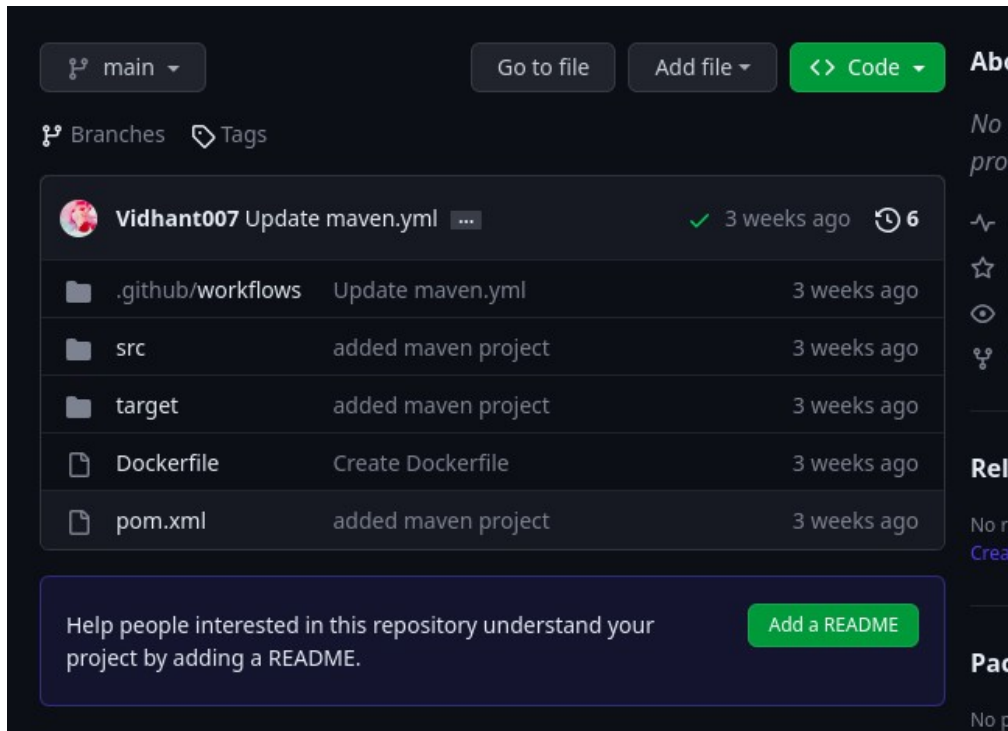 main
Go to file
Add file
<> Code
Branches
Tags
Vidhant007 Update maven.yml ...
3 weeks ago
6
.github/workflows Update maven.yml 3 weeks ago
src added maven project 3 weeks ago
target added maven project 3 weeks ago
Dockerfile Create Dockerfile 3 weeks ago
pom.xml added maven project 3 weeks ago
Help people interested in this repository understand your
project by adding a README.
Add a README
No